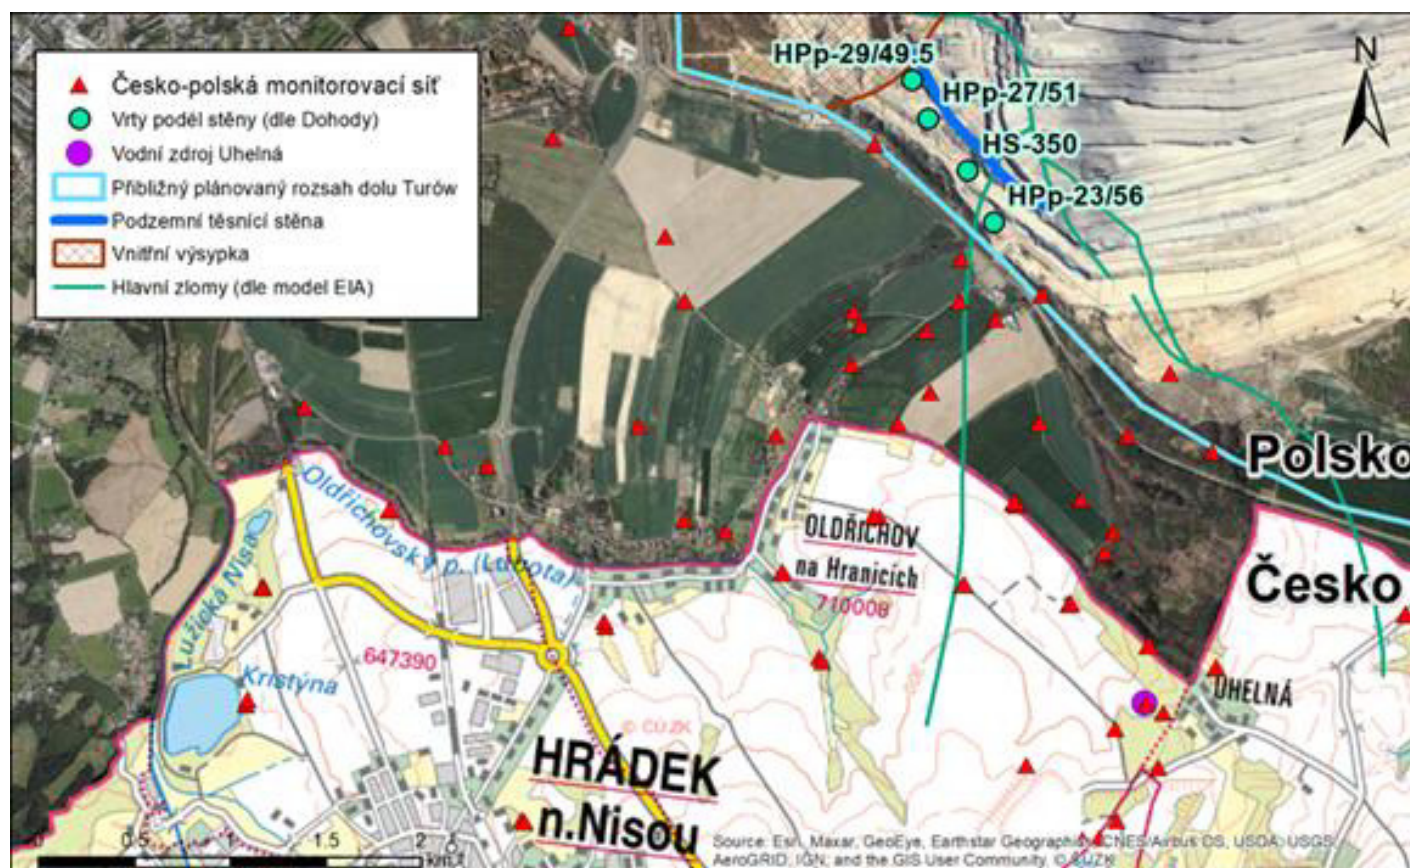 Česko-polská monitorovací síť
Vrty podél stěny (dle Dohody)
Vodní zdroj Uhelná
Přibližný plánovaný rozsah dolu Turów
Podzemní těsnící stěna
Vnitřní výsypka
Hlavní zlomy (dle model EIA)
HPp-29/49.5
HPp-27/51
HS-350
HPp-23/56
N
Polsko
Česko
Oldřichovský p. (Lubota)
Lužická Nisa
OLDŘICHOV
na Hranicích
710008
647390
Kristýna
UHELNÁ
© ČÚZK
HRÁDEK
n.Nisou
0 0.5 1 1.5 2
km
Source: Esri, Maxar, GeoEye, Earthstar Geographics, CNES/Airbus DS, USDA, USGS,
AeroGRID, IGN, and the GIS User Community, © ČÚZK